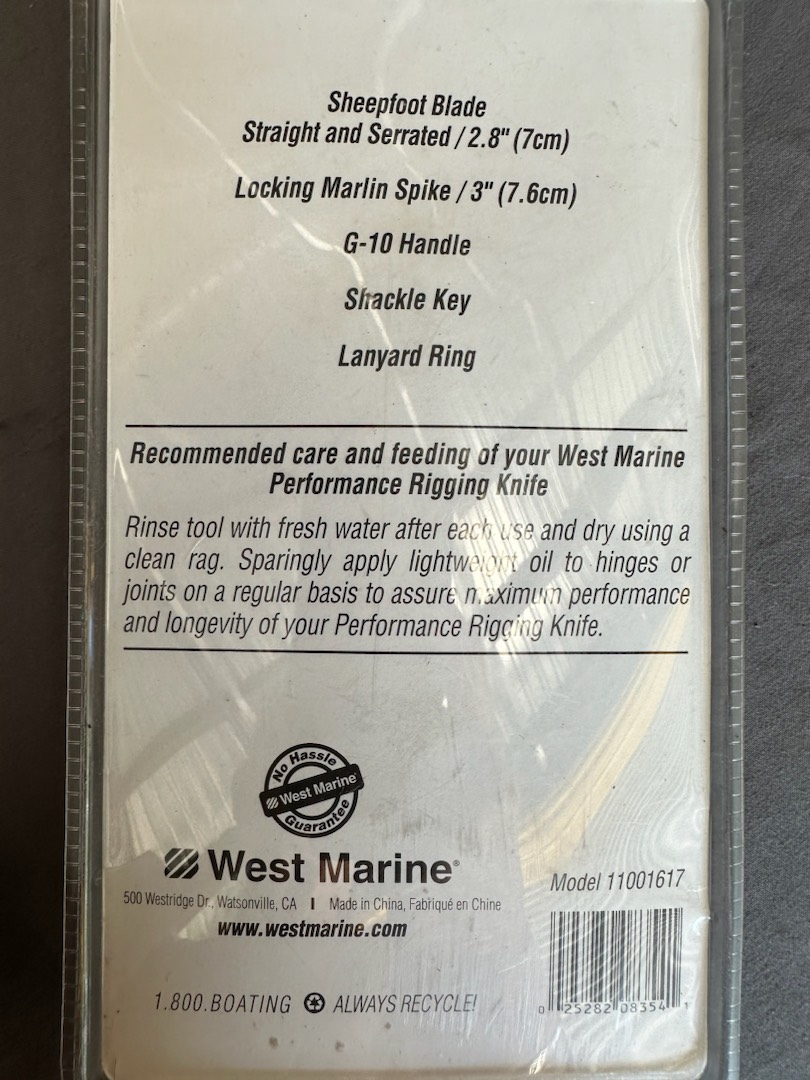 Sheepfoot Blade
Straight and Serrated / 2.8" (7cm)
Locking Marlin Spike / 3" (7.6cm)
G-10 Handle
Shackle Key
Lanyard Ring
Recommended care and feeding of your West Marine
Performance Rigging Knife
Rinse tool with fresh water after each use and dry using a
clean rag. Sparingly apply lightweight oil to hinges or
joints on a regular basis to assure maximum performance
and longevity of your Performance Rigging Knife.
No Hassle
West Marine®
Guarantee
West Marine®
500 Westridge Dr., Watsonville, CA I Made in China, Fabriqué en Chine
www.westmarine.com
Model 11001617
1.800.BOATING ALWAYS RECYCLE!
0 25282 08354 1